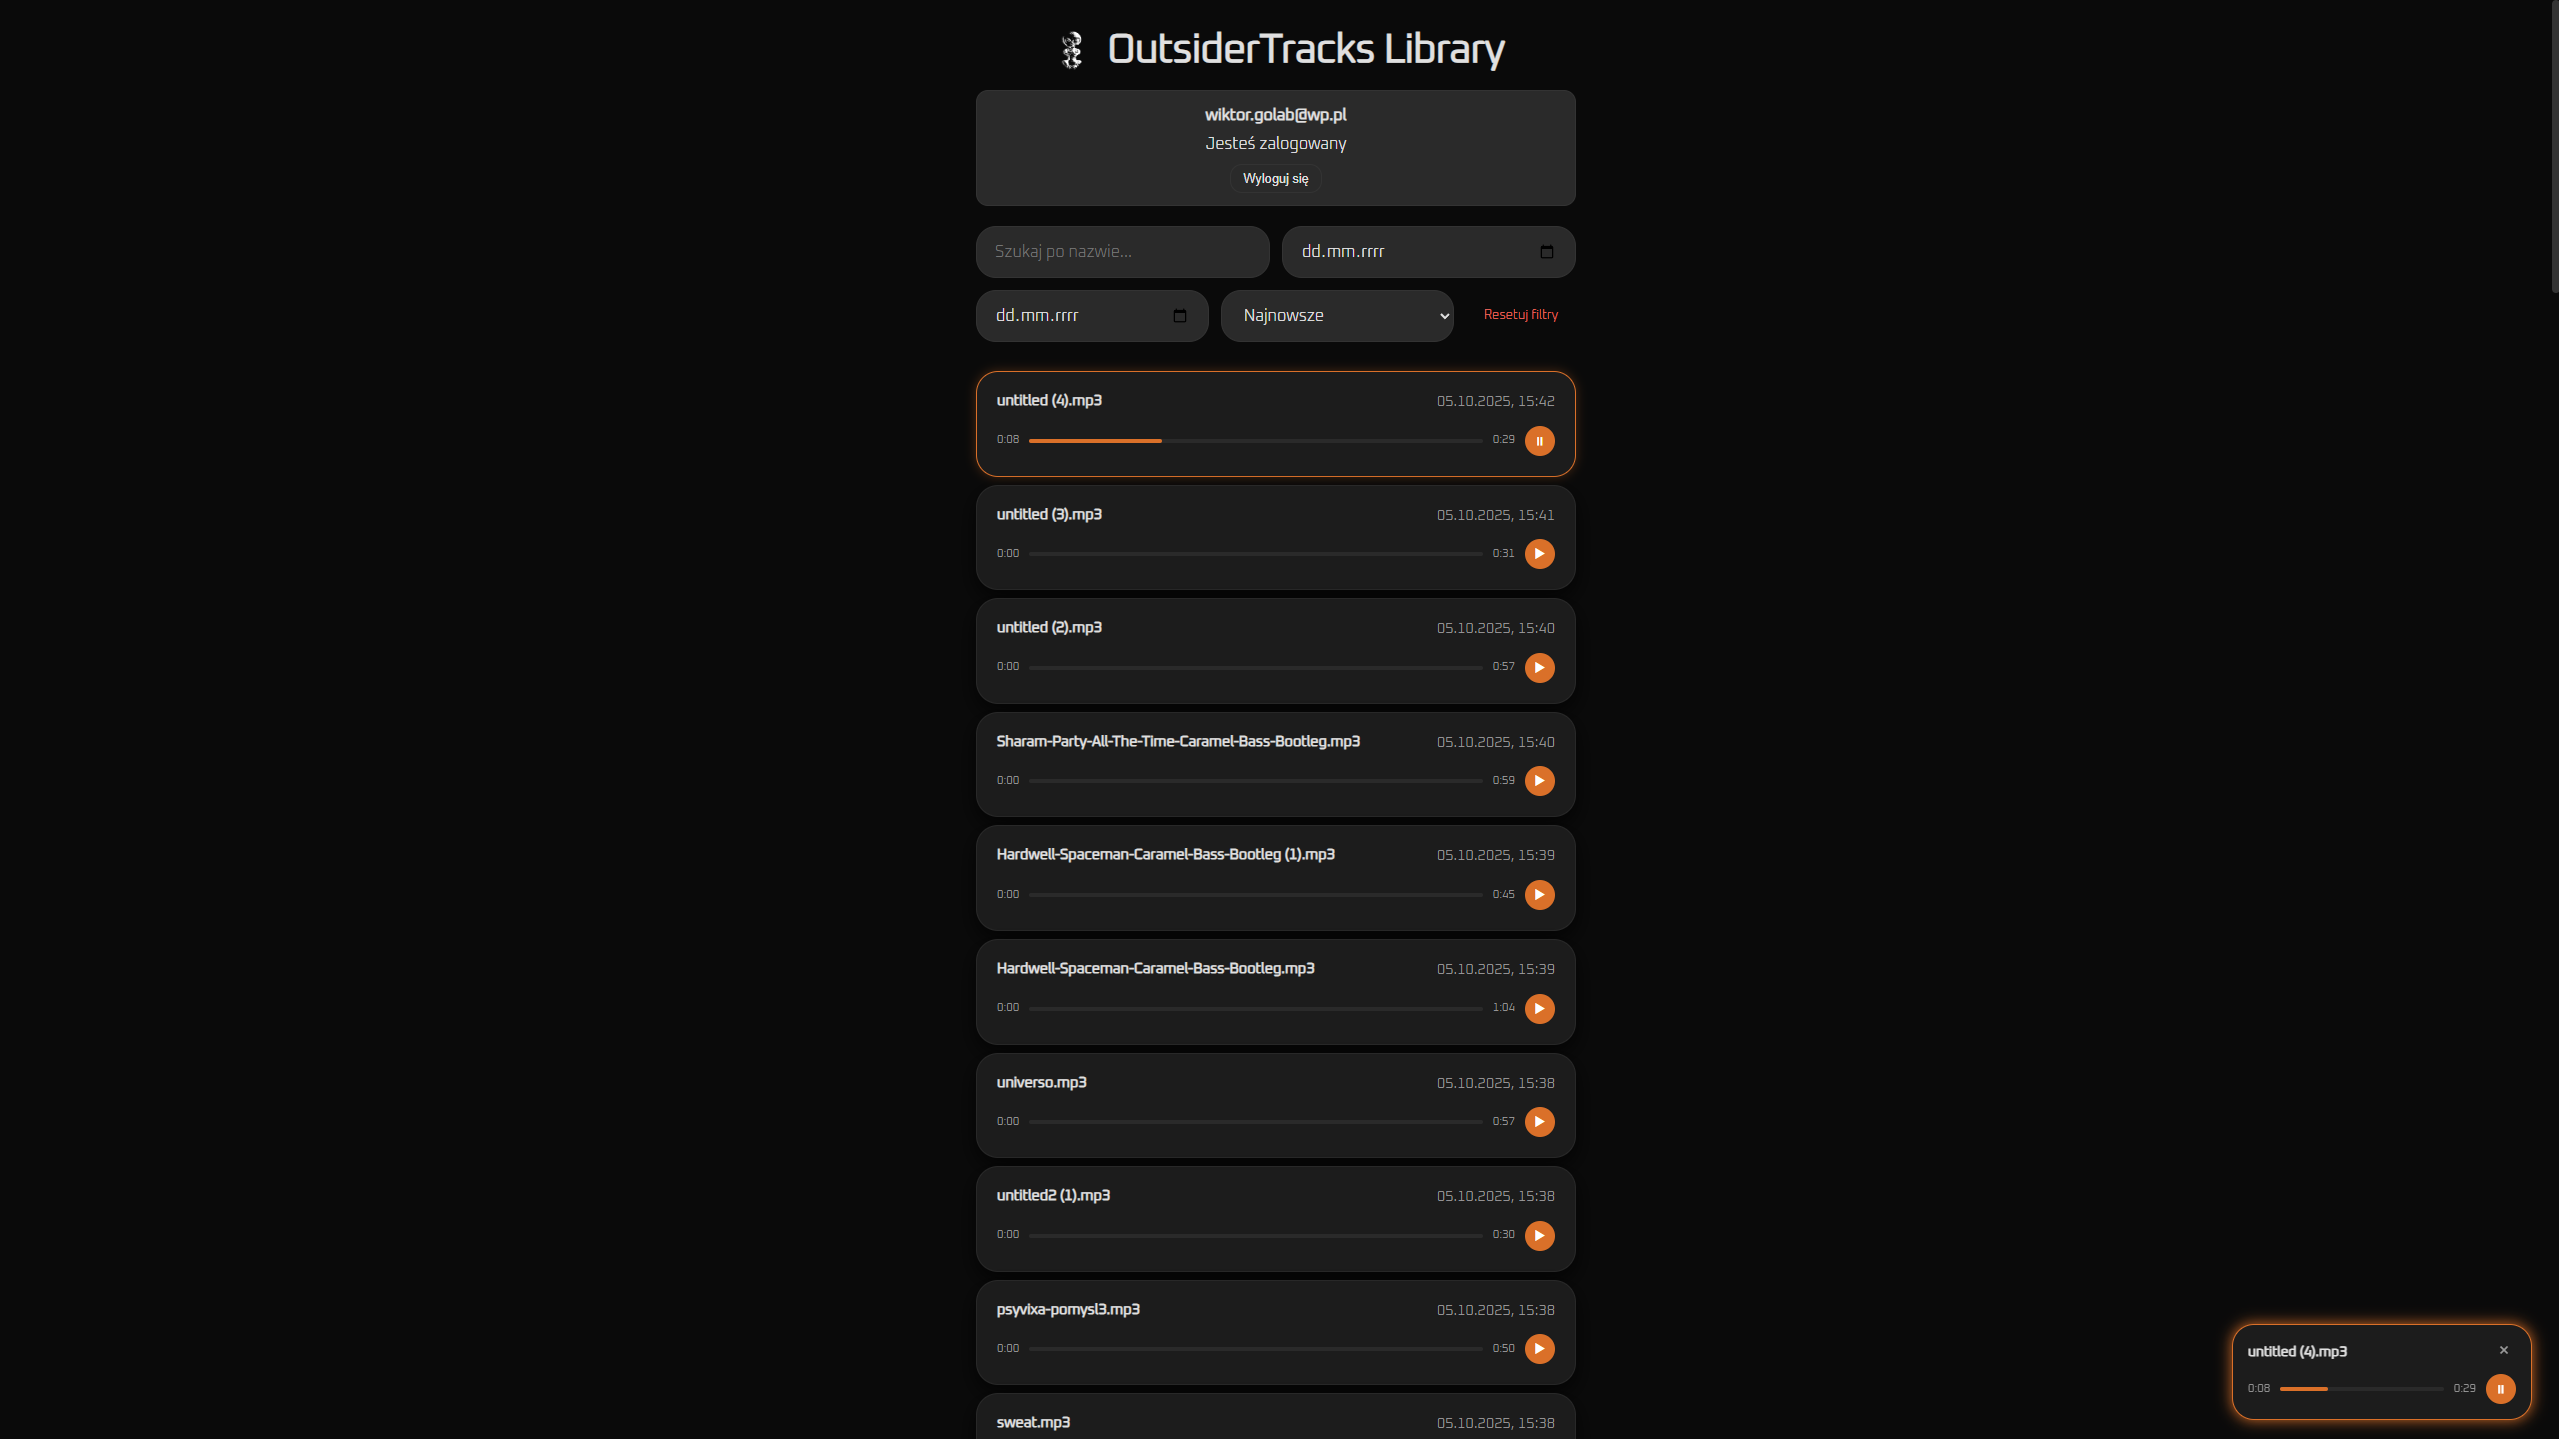 OutsiderTracks Library
wiktor.golab@wp.pl
Jesteś zalogowany
Wyloguj się
Szukaj po nazwie...
dd.mm.rrrr
dd.mm.rrrr
Najnowsze
Resetuj filtry
untitled (4).mp3
05.10.2025, 15:42
0:08
0:29
untitled (3).mp3
05.10.2025, 15:41
0:00
0:31
untitled (2).mp3
05.10.2025, 15:40
0:00
0:57
Sharam-Party-All-The-Time-Caramel-Bass-Bootleg.mp3
05.10.2025, 15:40
0:00
0:59
Hardwell-Spaceman-Caramel-Bass-Bootleg (1).mp3
05.10.2025, 15:39
0:00
0:45
Hardwell-Spaceman-Caramel-Bass-Bootleg.mp3
05.10.2025, 15:39
0:00
1:04
universo.mp3
05.10.2025, 15:38
0:00
0:57
untitled2 (1).mp3
05.10.2025, 15:38
0:00
0:30
psyvixa-pomysl3.mp3
05.10.2025, 15:38
0:00
0:50
sweat.mp3
05.10.2025, 15:38
untitled (4).mp3
0:08
0:29